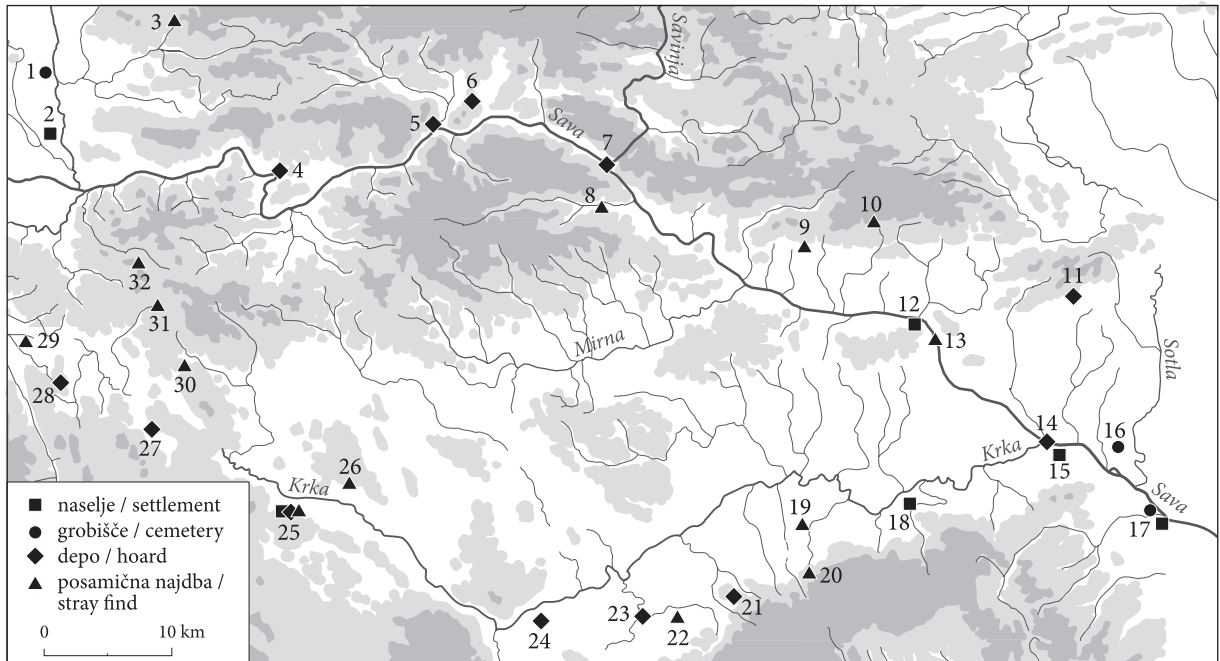 3
Savinja
1
6
2
5
Sava
7
4
8
10
9
32
11
31
12
29
13
Mirna
Sotla
28
30
27
14
16
Krka
15
26
Krka
Sava
19
18
17
25
20
21
23
22
24
naselje / settlement
grobišče / cemetery
depo / hoard
posamična najdba /
stray find
0 10 km